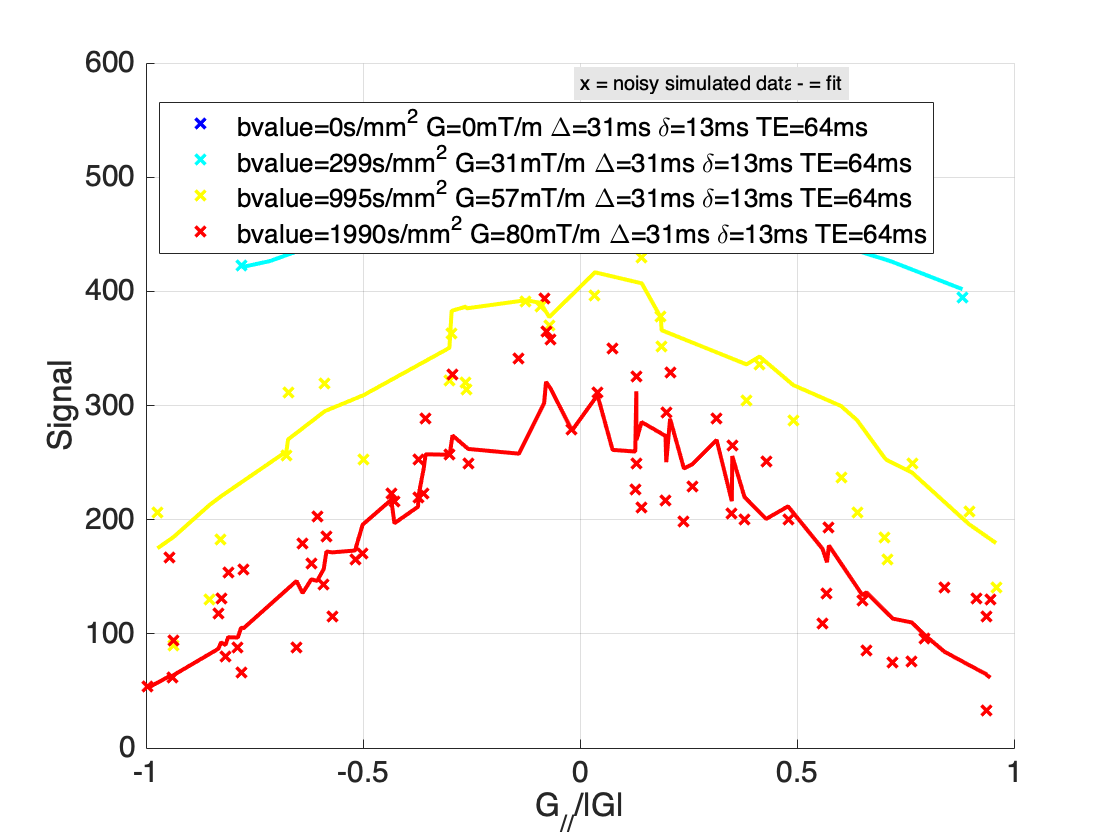 600
x = noisy simulated data - = fit
bvalue=0s/mm² G=0mT/m Δ=31ms δ=13ms TE=64ms
bvalue=299s/mm² G=31mT/m Δ=31ms δ=13ms TE=64ms
500
bvalue=995s/mm² G=57mT/m Δ=31ms δ=13ms TE=64ms
bvalue=1990s/mm² G=80mT/m Δ=31ms δ=13ms TE=64ms
400
Signal
300
200
100
0
-1 -0.5 0 0.5 1
G///|G|